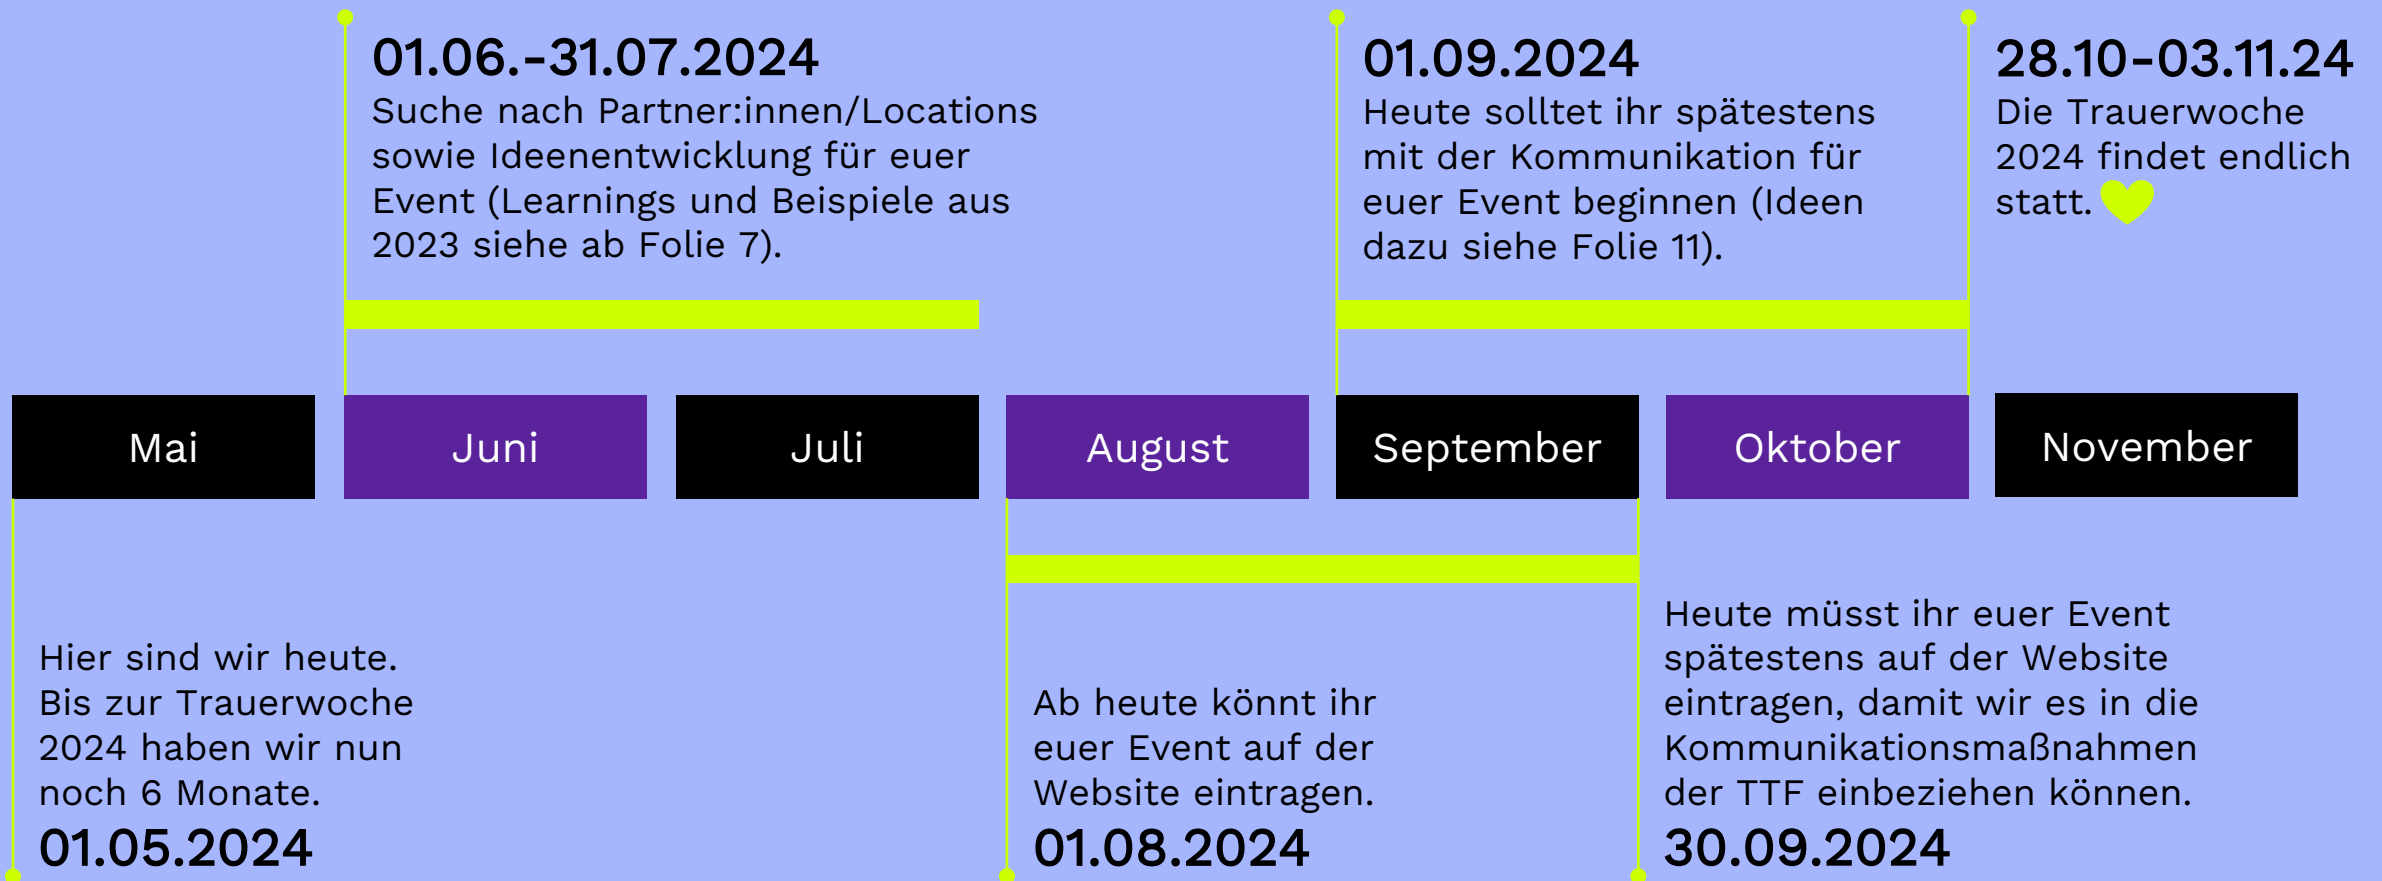 01.06.-31.07.2024
Suche nach Partner:innen/Locations
sowie Ideenentwicklung für euer
Event (Learnings und Beispiele aus
2023 siehe ab Folie 7).
01.09.2024
Heute solltet ihr spätestens
mit der Kommunikation für
euer Event beginnen (Ideen
dazu siehe Folie 11).
28.10-03.11.24
Die Trauerwoche
2024 findet endlich
statt.
Mai
Juni
Juli
August
September
Oktober
November
Hier sind wir heute.
Bis zur Trauerwoche
2024 haben wir nun
noch 6 Monate.
01.05.2024
Ab heute könnt ihr
euer Event auf der
Website eintragen.
01.08.2024
Heute müsst ihr euer Event
spätestens auf der Website
eintragen, damit wir es in die
Kommunikationsmaßnahmen
der TTF einbeziehen können.
30.09.2024